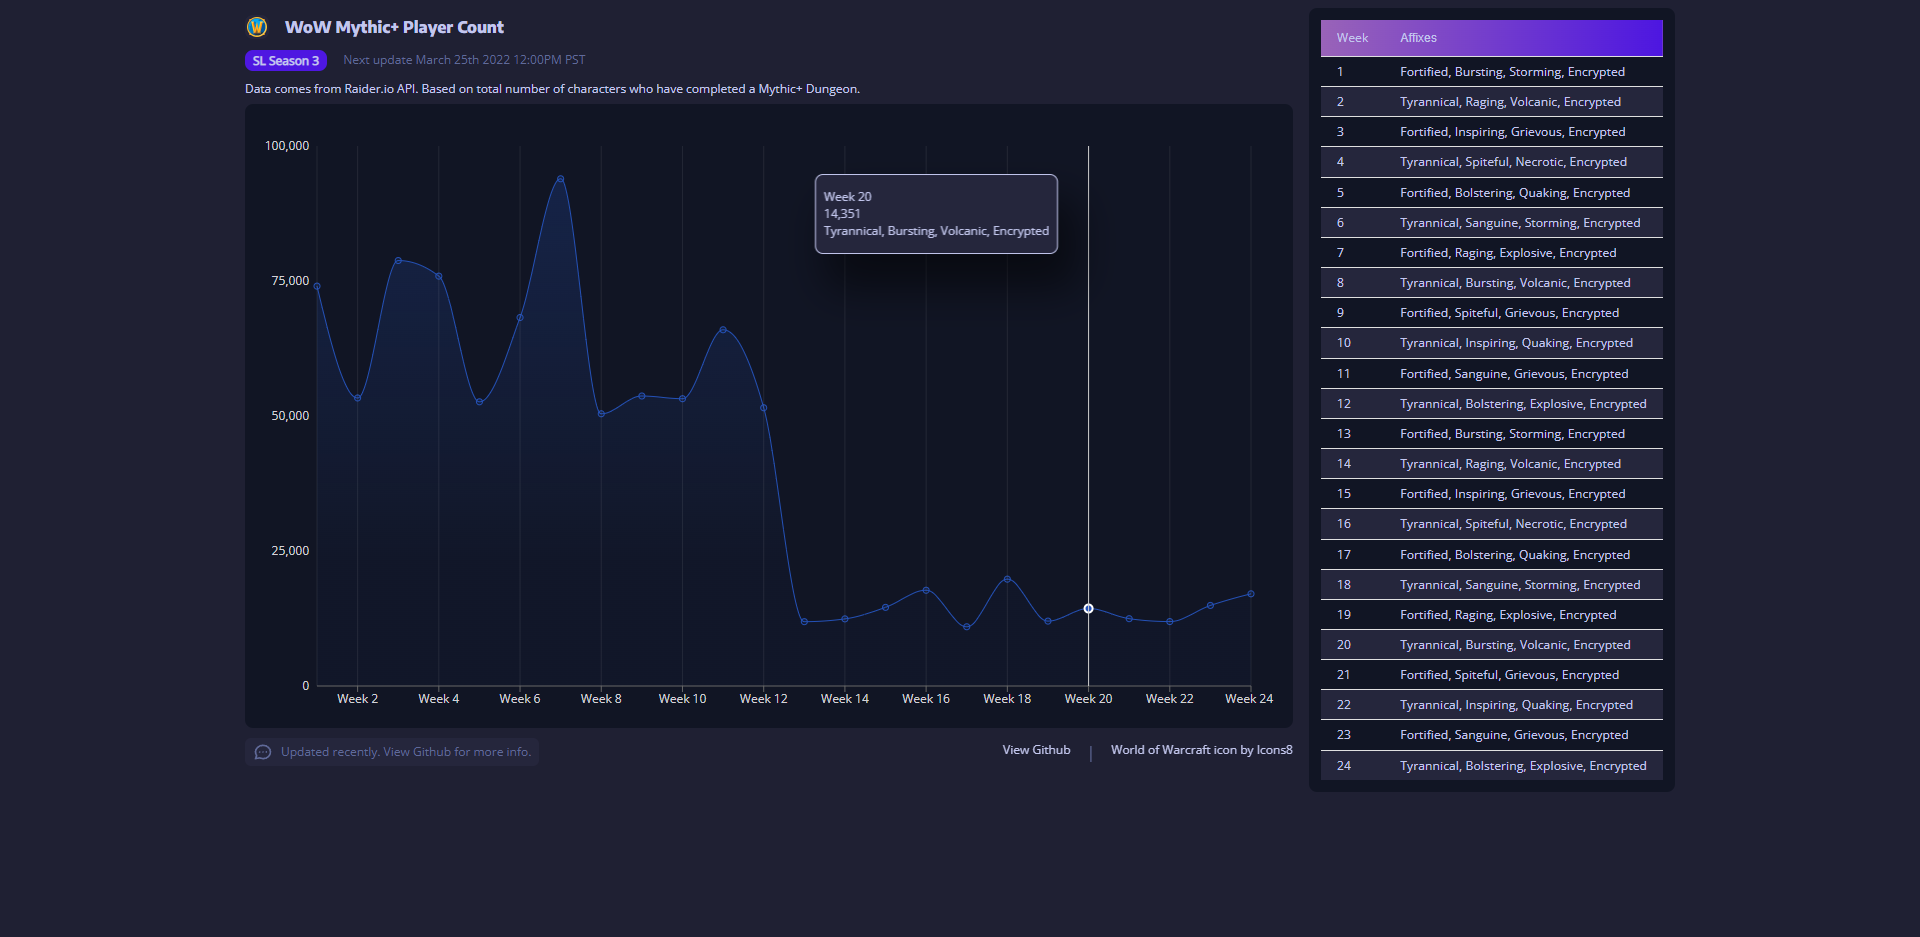 WoW Mythic+ Player Count
SL Season 3 Next update March 25th 2022 12:00PM PST
Data comes from Raider.io API. Based on total number of characters who have completed a Mythic+ Dungeon.
100,000
75,000
50,000
25,000
0
Week 20
14,351
Tyrannical, Bursting, Volcanic, Encrypted
Week 2 Week 4 Week 6 Week 8 Week 10 Week 12 Week 14 Week 16 Week 18 Week 20 Week 22 Week 24
Updated recently. View Github for more info.
View Github | World of Warcraft icon by Icons8
Week Affixes
1 Fortified, Bursting, Storming, Encrypted
2 Tyrannical, Raging, Volcanic, Encrypted
3 Fortified, Inspiring, Grievous, Encrypted
4 Tyrannical, Spiteful, Necrotic, Encrypted
5 Fortified, Bolstering, Quaking, Encrypted
6 Tyrannical, Sanguine, Storming, Encrypted
7 Fortified, Raging, Explosive, Encrypted
8 Tyrannical, Bursting, Volcanic, Encrypted
9 Fortified, Spiteful, Grievous, Encrypted
10 Tyrannical, Inspiring, Quaking, Encrypted
11 Fortified, Sanguine, Grievous, Encrypted
12 Tyrannical, Bolstering, Explosive, Encrypted
13 Fortified, Bursting, Storming, Encrypted
14 Tyrannical, Raging, Volcanic, Encrypted
15 Fortified, Inspiring, Grievous, Encrypted
16 Tyrannical, Spiteful, Necrotic, Encrypted
17 Fortified, Bolstering, Quaking, Encrypted
18 Tyrannical, Sanguine, Storming, Encrypted
19 Fortified, Raging, Explosive, Encrypted
20 Tyrannical, Bursting, Volcanic, Encrypted
21 Fortified, Spiteful, Grievous, Encrypted
22 Tyrannical, Inspiring, Quaking, Encrypted
23 Fortified, Sanguine, Grievous, Encrypted
24 Tyrannical, Bolstering, Explosive, Encrypted